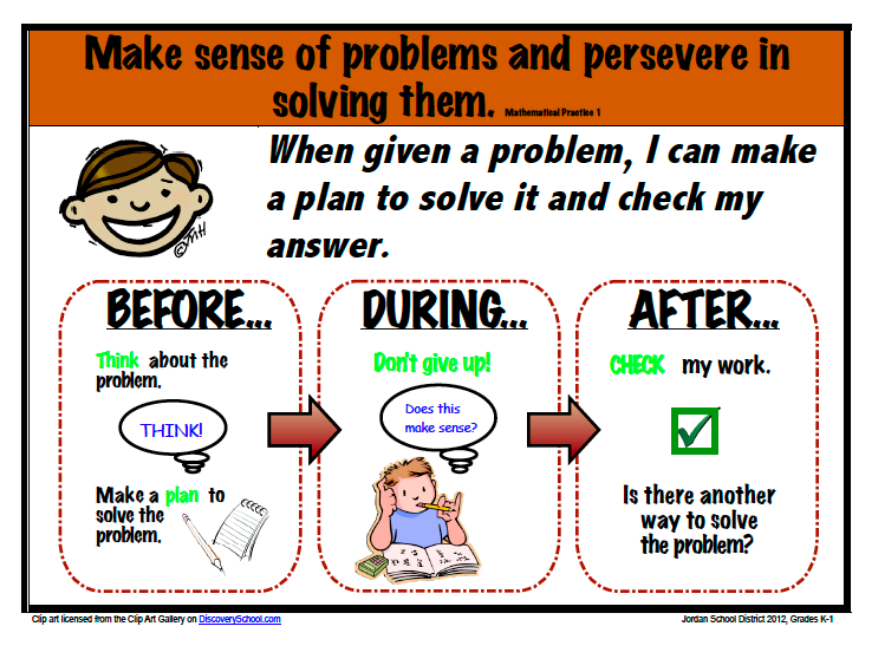 Make sense of problems and persevere in
solving them. Mathematical Practice 1
When given a problem, I can make
a plan to solve it and check my
answer.
©MH
BEFORE...
Think about the
problem.
THINK!
Make a plan to
solve the
problem.
DURING...
Don't give up!
Does this
make sense?
AFTER...
CHECK my work.
Is there another
way to solve
the problem?
Clip art licensed from the Clip Art Gallery on DiscoverySchool.com
Jordan School District 2012, Grades K-1